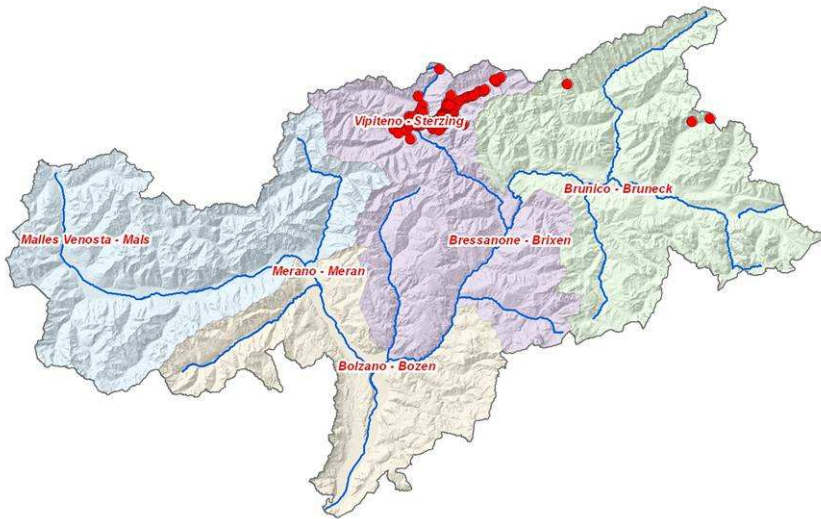 Vipiteno - Sterzing
Brunico - Bruneck
Malles Venosta - Mals
Bressanone - Brixen
Merano - Meran
Bolzano - Bozen